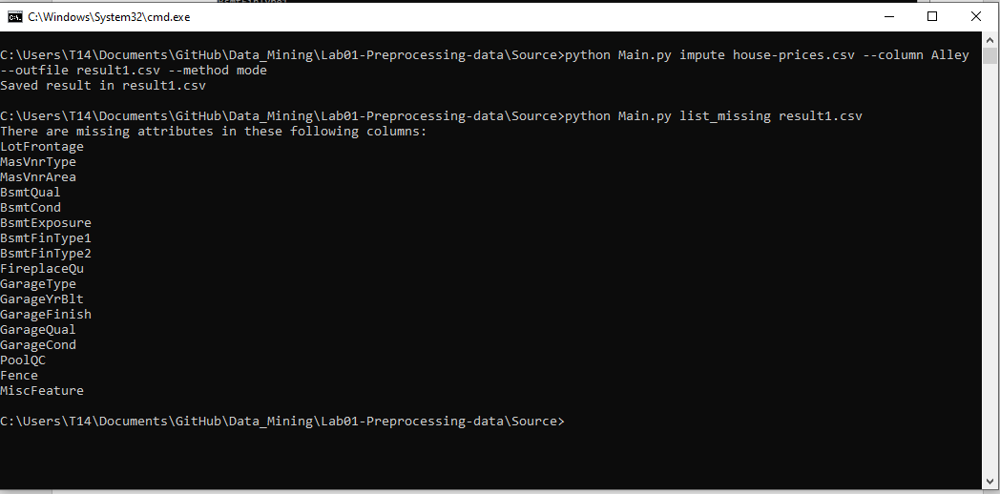 C:\Windows\System32\cmd.exe
C:\Users\T14\Documents\GitHub\Data_Mining\Lab01-Preprocessing-data\Source>python Main.py impute house-prices.csv --column Alley
--outfile result1.csv --method mode
Saved result in result1.csv
C:\Users\T14\Documents\GitHub\Data_Mining\Lab01-Preprocessing-data\Source>python Main.py list_missing result1.csv
There are missing attributes in these following columns:
LotFrontage
MasVnrType
MasVnrArea
BsmtQual
BsmtCond
BsmtExposure
BsmtFinType1
BsmtFinType2
FireplaceQu
GarageType
GarageYrBlt
GarageFinish
GarageQual
GarageCond
PoolQC
Fence
MiscFeature
C:\Users\T14\Documents\GitHub\Data_Mining\Lab01-Preprocessing-data\Source>